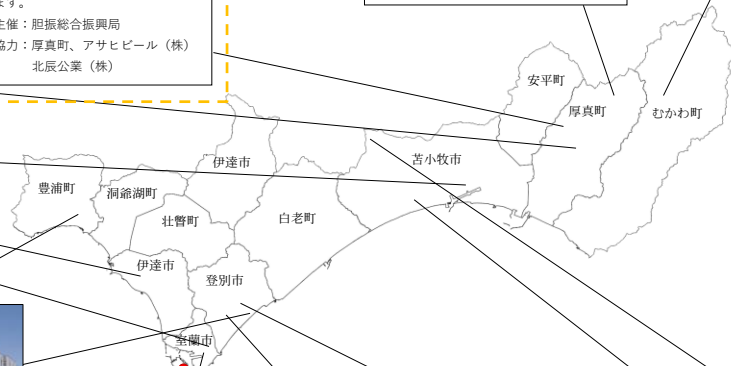 ます。
主催：胆振総合振興局
協力：厚真町、アサヒビール（株）
北辰公業（株）
安平町
厚真町
むかわ町
伊達市
苫小牧市
豊浦町
洞爺湖町
壮瞥町
白老町
伊達市
登別市
室蘭市